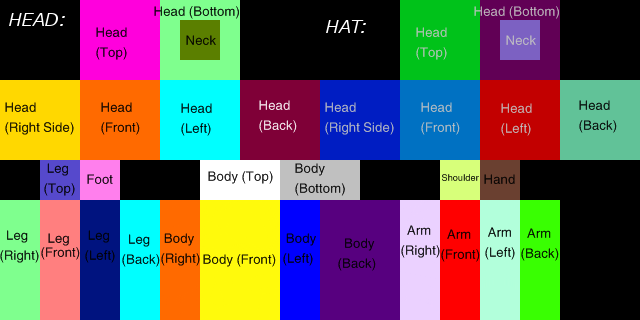 HEAD:
Head
(Top)
Head (Bottom)
Neck
HAT:
Head
(Top)
Head (Bottom)
Neck
Head
(Right Side)
Head
(Front)
Head
(Left)
Head
(Back)
Head
(Right Side)
Head
(Front)
Head
(Left)
Head
(Back)
Leg
(Top)
Foot
Body (Top)
Body
(Bottom)
Shoulder
Hand
Leg
(Right)
Leg
(Front)
Leg
(Left)
Leg
(Back)
Body
(Right)
Body (Front)
Body
(Left)
Body
(Back)
Arm
(Right)
Arm
(Front)
Arm
(Left)
Arm
(Back)